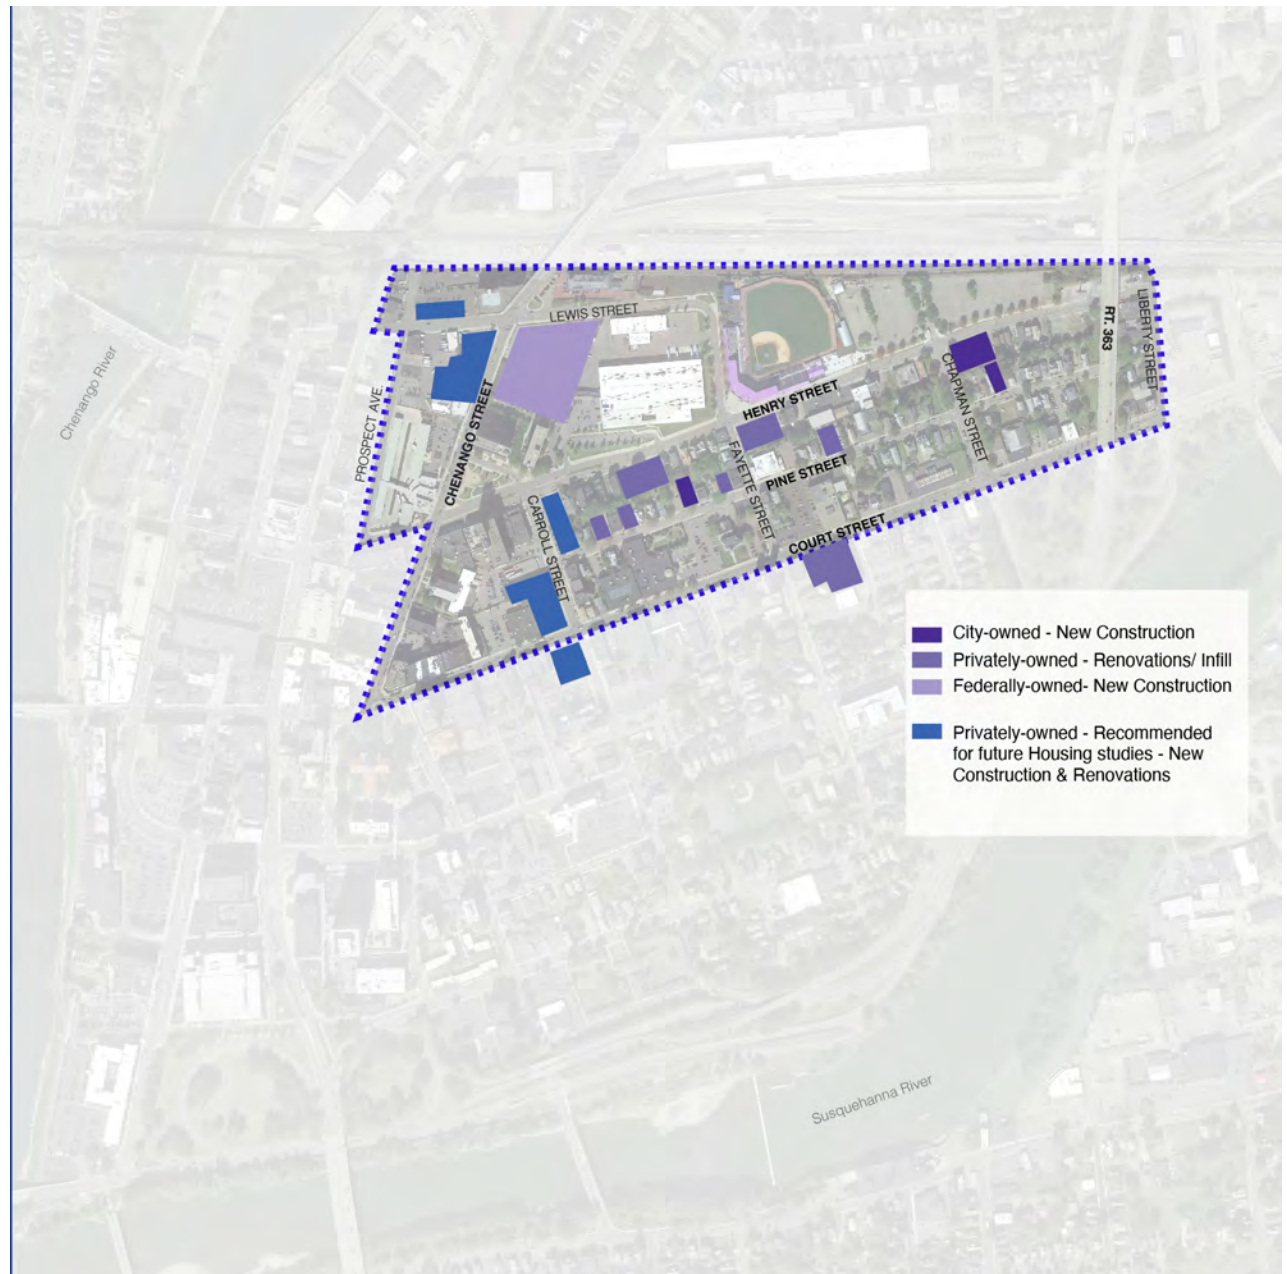 LEWIS STREET
RT. 363
LIBERTY STREET
Chenango River
PROSPECT AVE.
CHENANGO STREET
HENRY STREET
CHAPMAN STREET
FAYETTE STREET
PINE STREET
CARROLL STREET
COURT STREET
City-owned - New Construction
Privately-owned - Renovations/ Infill
Federally-owned- New Construction
Privately-owned - Recommended
for future Housing studies - New
Construction & Renovations
Susquehanna River